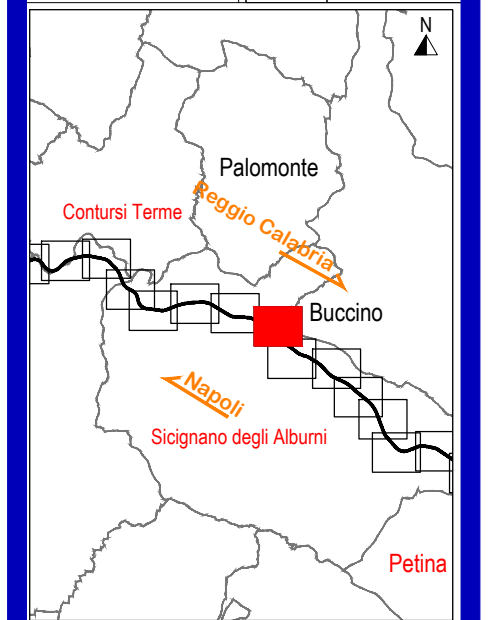 N
Palomonte
Reggio Calabria
Contursi Terme
Buccino
Napoli
Sicignano degli Alburni
Petina